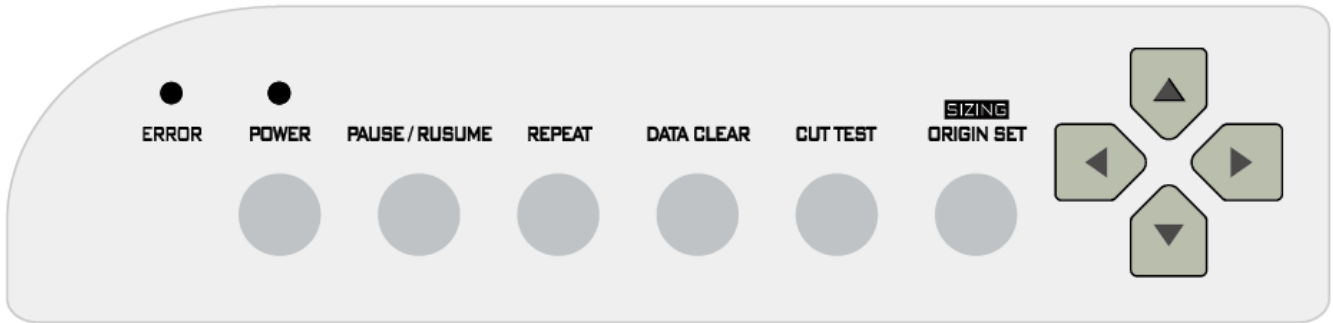 SIZING
ERROR POWER PAUSE / RUSUME REPEAT DATA CLEAR CUT TEST ORIGIN SET